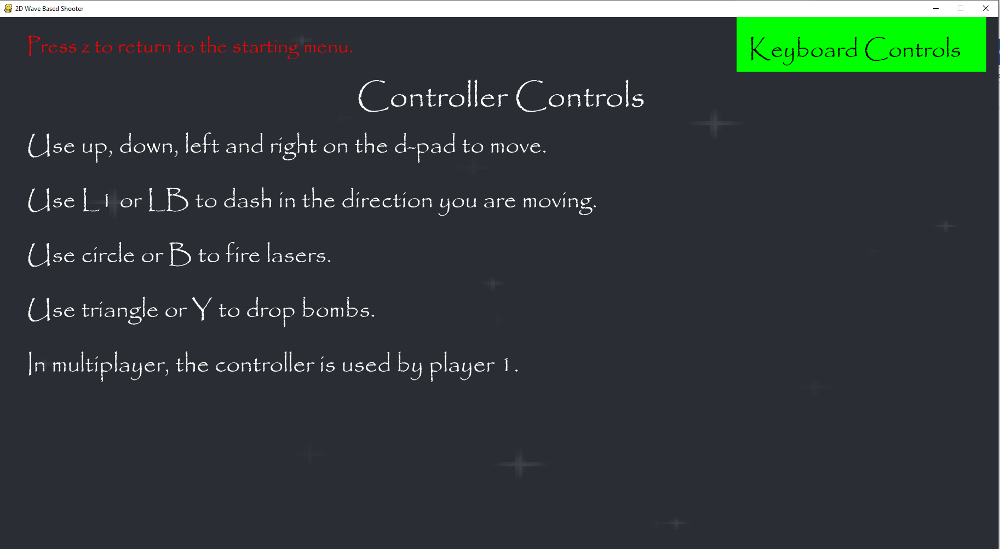 2D Wave Based Shooter
Press z to return to the starting menu.
Keyboard Controls
Controller Controls
Use up, down, left and right on the d-pad to move.
Use L1 or LB to dash in the direction you are moving.
Use circle or B to fire lasers.
Use triangle or Y to drop bombs.
In multiplayer, the controller is used by player 1.